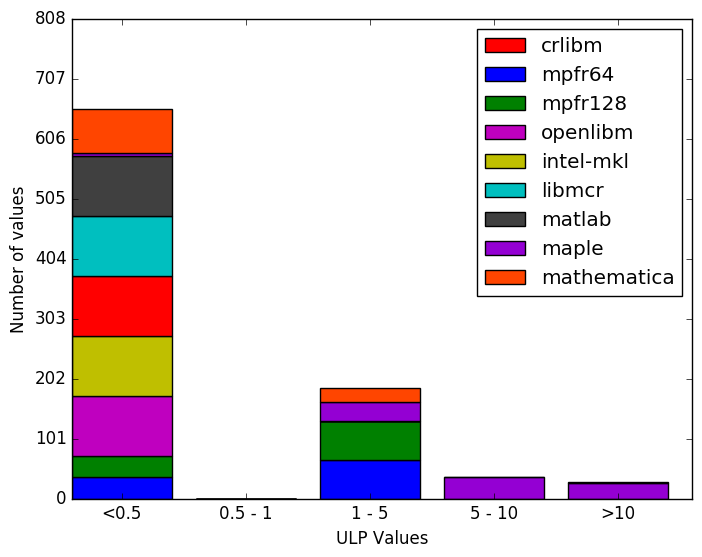 808
707
606
505
404
303
202
101
0
Number of values
<0.5
0.5 - 1
1 - 5
5 - 10
>10
ULP Values
crlibm
mpfr64
mpfr128
openlibm
intel-mkl
libmcr
matlab
maple
mathematica